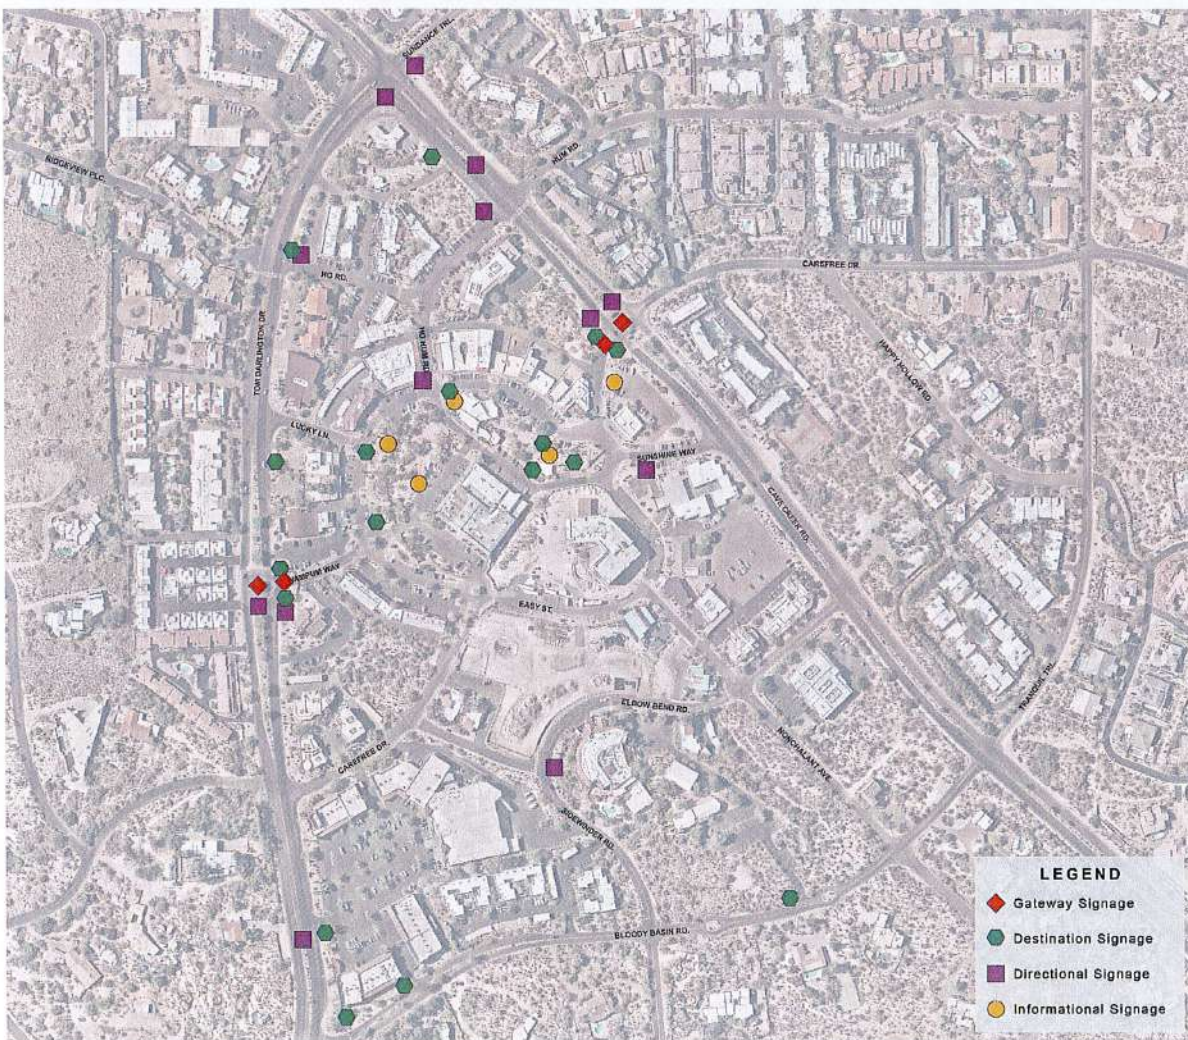 SUNDANCE TRL.
HUM RD.
RIDGEVIEW PLC.
HO RD.
CAREFREE DR.
TOM DARLINGTON DR.
HAPPY HOLLOW RD.
LUCKY LN.
SUNSHINE WAY
CAVE CREEK RD.
WAMPUM WAY
EASY ST.
TRANQUIL TRL.
ELBOW BEND RD.
NONCHALANT AVE.
CAREFREE DR.
SIDEWINDER RD.
BLOODY BASIN RD.
LEGEND
Gateway Signage
Destination Signage
Directional Signage
Informational Signage